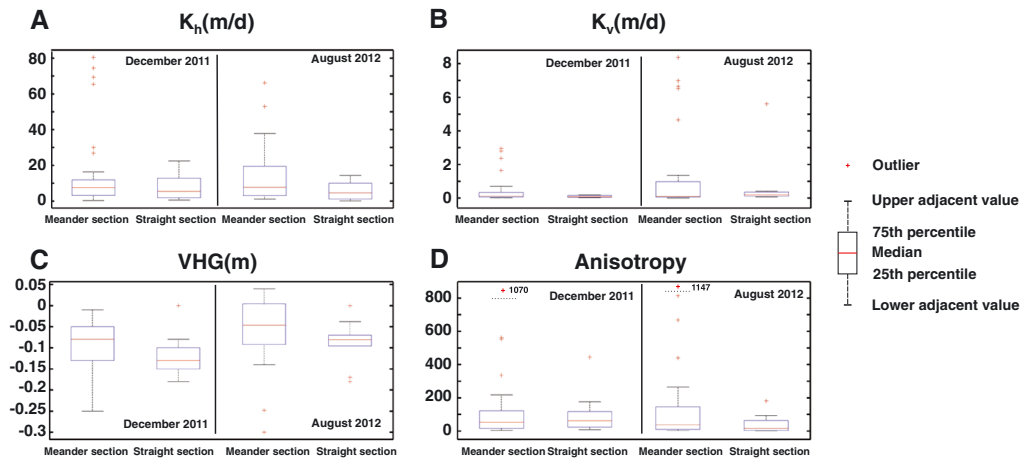 A
K_h(m/d)
80
60
40
20
10
0
December 2011
August 2012
Meander section
Straight section
Meander section
Straight section
B
K_v(m/d)
8
6
4
2
0
December 2011
August 2012
Meander section
Straight section
Meander section
Straight section
C
VHG(m)
0.05
0
-0.05
-0.1
-0.15
-0.2
-0.25
-0.3
December 2011
August 2012
Meander section
Straight section
Meander section
Straight section
D
Anisotropy
800
600
400
200
100
0
1070
December 2011
1147
August 2012
Meander section
Straight section
Meander section
Straight section
Outlier
Upper adjacent value
75th percentile
Median
25th percentile
Lower adjacent value